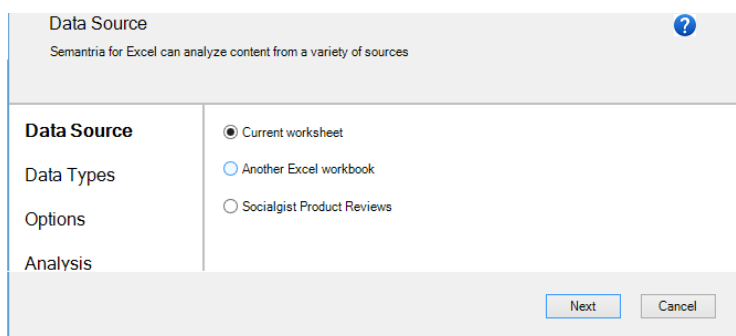 Data Source
Semantria for Excel can analyze content from a variety of sources
Data Source
Data Types
Options
Analysis
Current worksheet
Another Excel workbook
Socialgist Product Reviews
Next
Cancel